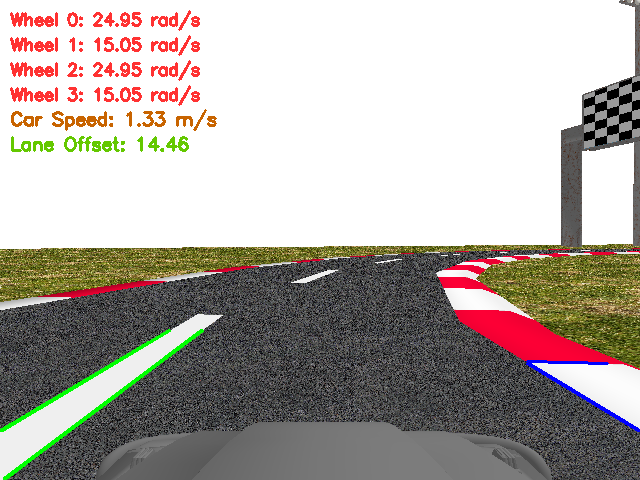 Wheel 0: 24.95 rad/s
Wheel 1: 15.05 rad/s
Wheel 2: 24.95 rad/s
Wheel 3: 15.05 rad/s
Car Speed: 1.33 m/s
Lane Offset: 14.46